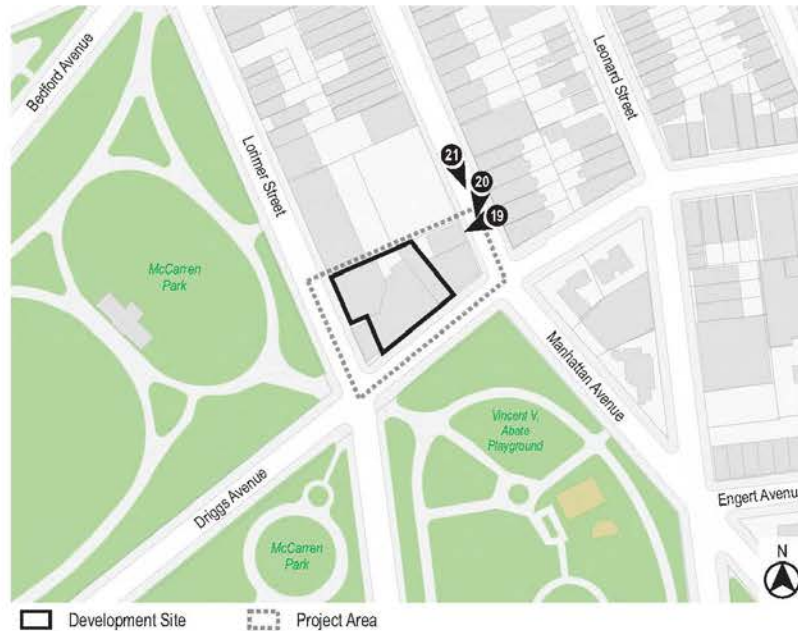 Bedford Avenue
Lorimer Street
Leonard Street
21
20
19
McCarren
Park
Manhattan Avenue
Vincent V.
Abate
Playground
Driggs Avenue
McCarren
Park
Engert Avenu
N
Development Site
Project Area